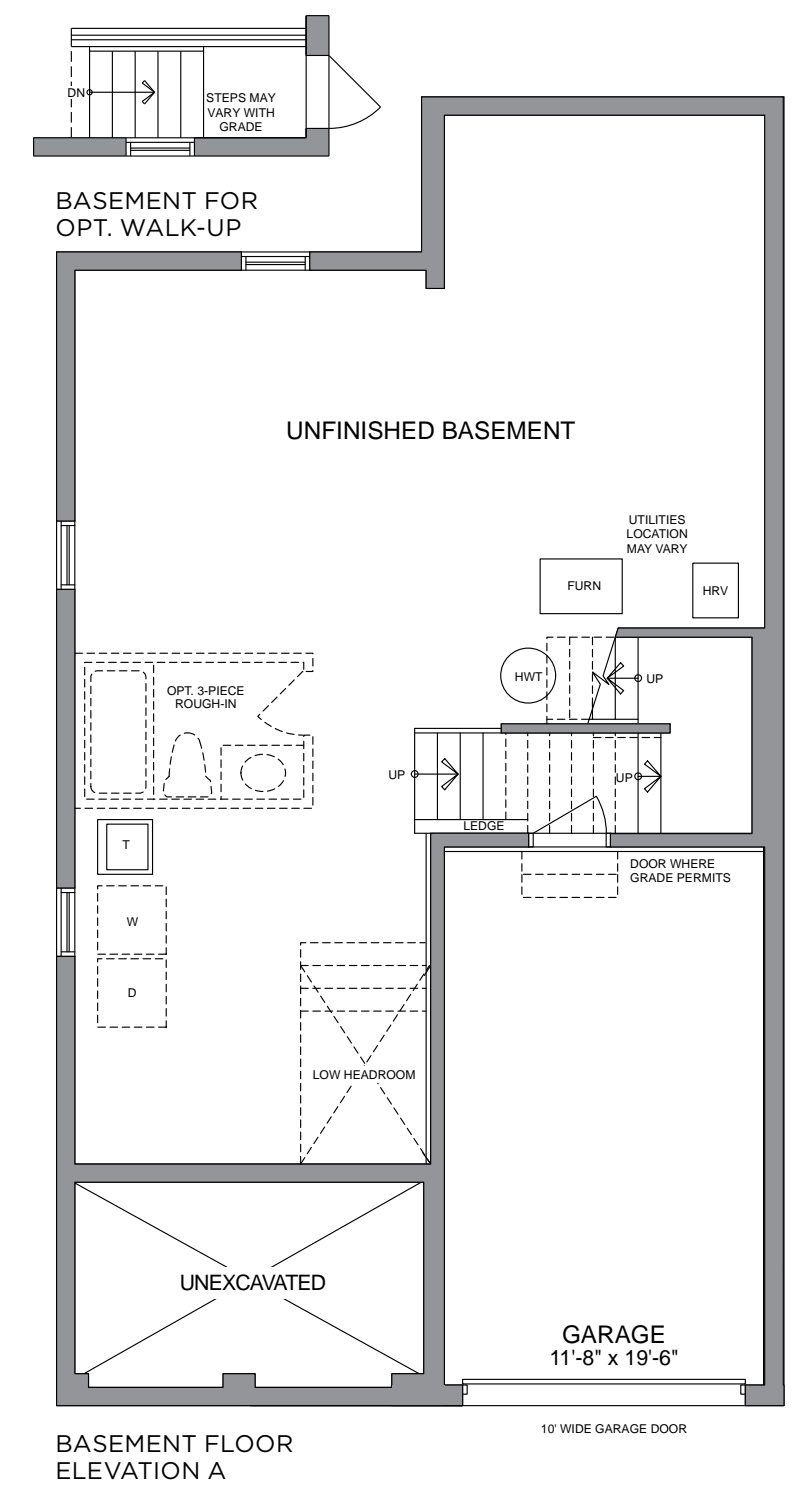 DN
STEPS MAY
VARY WITH
GRADE
BASEMENT FOR
OPT. WALK-UP
UNFINISHED BASEMENT
UTILITIES
LOCATION
MAY VARY
FURN
HRV
HWT
UP
OPT. 3-PIECE
ROUGH-IN
UP
UP
LEDGE
T
DOOR WHERE
GRADE PERMITS
W
D
LOW HEADROOM
UNEXCAVATED
GARAGE
11'-8" x 19'-6"
10' WIDE GARAGE DOOR
BASEMENT FLOOR
ELEVATION A